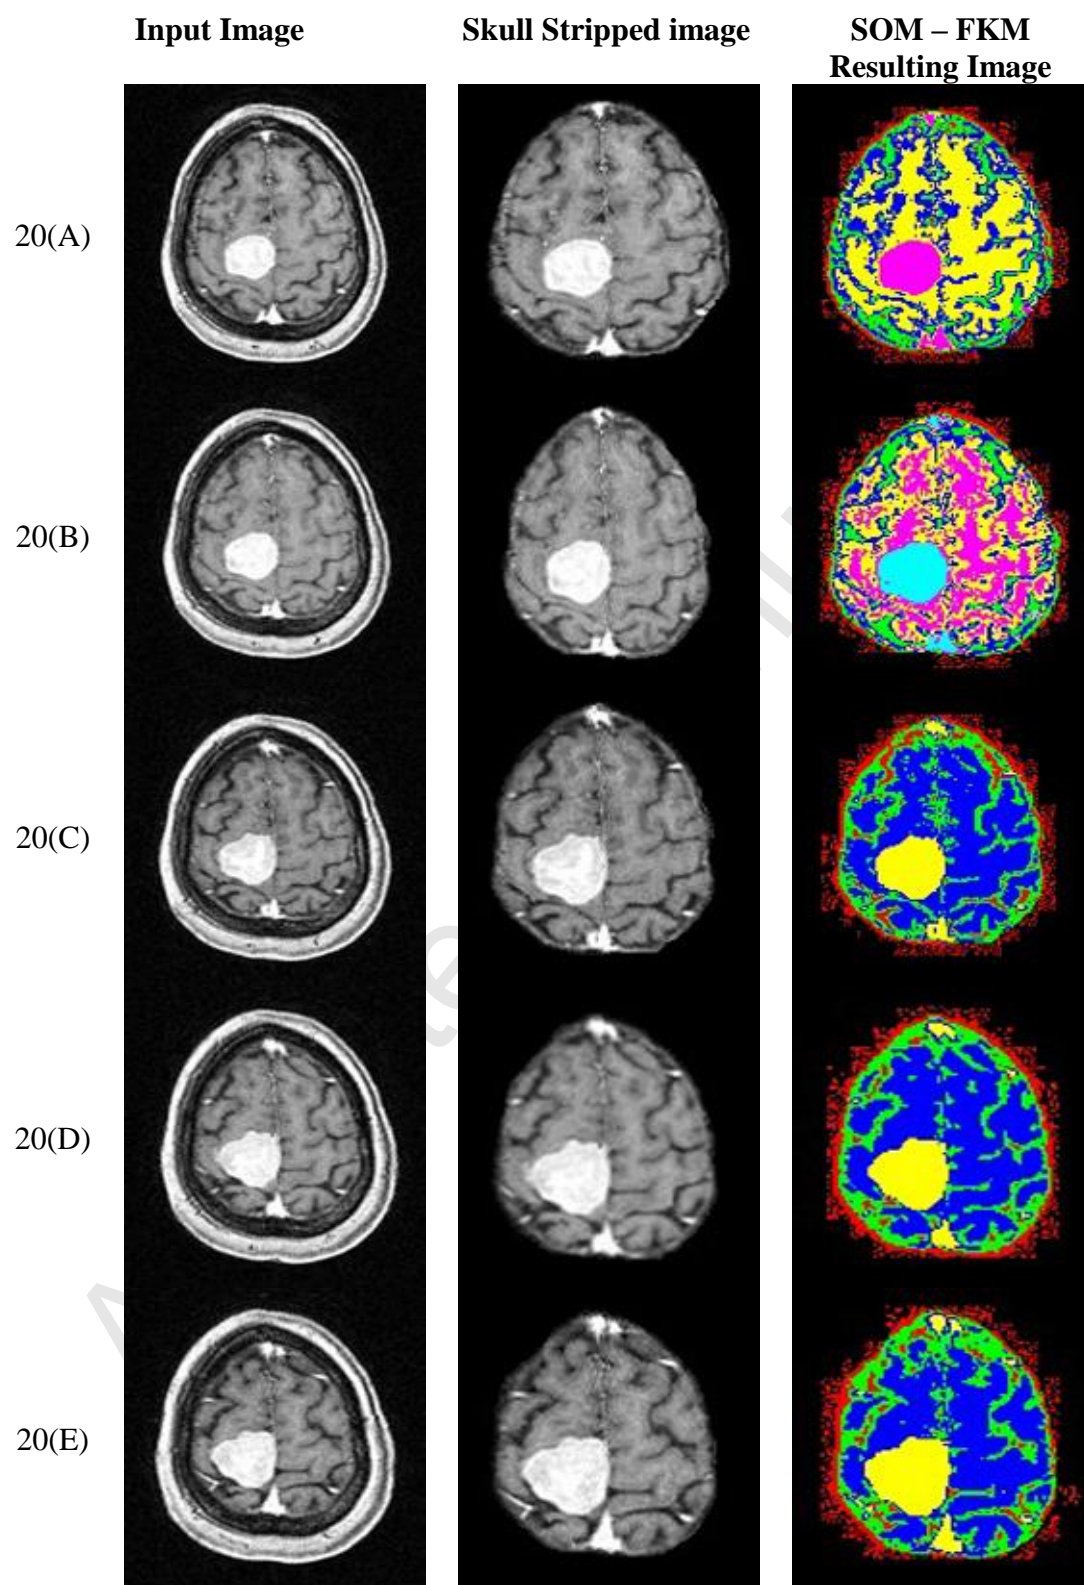 Input Image
Skull Stripped image
SOM – FKM
Resulting Image
20(A)
20(B)
20(C)
20(D)
20(E)